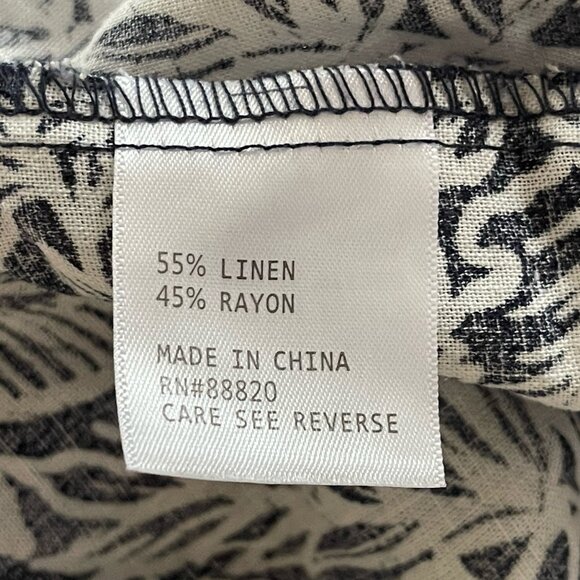 55% LINEN
45% RAYON
MADE IN CHINA
RN#88820
CARE SEE REVERSE